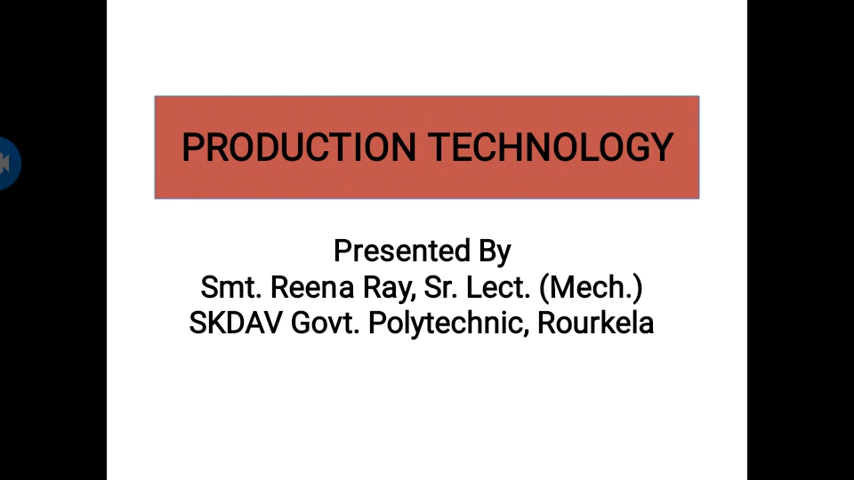 PRODUCTION TECHNOLOGY
Presented By
Smt. Reena Ray, Sr. Lect. (Mech.)
SKDAV Govt. Polytechnic, Rourkela